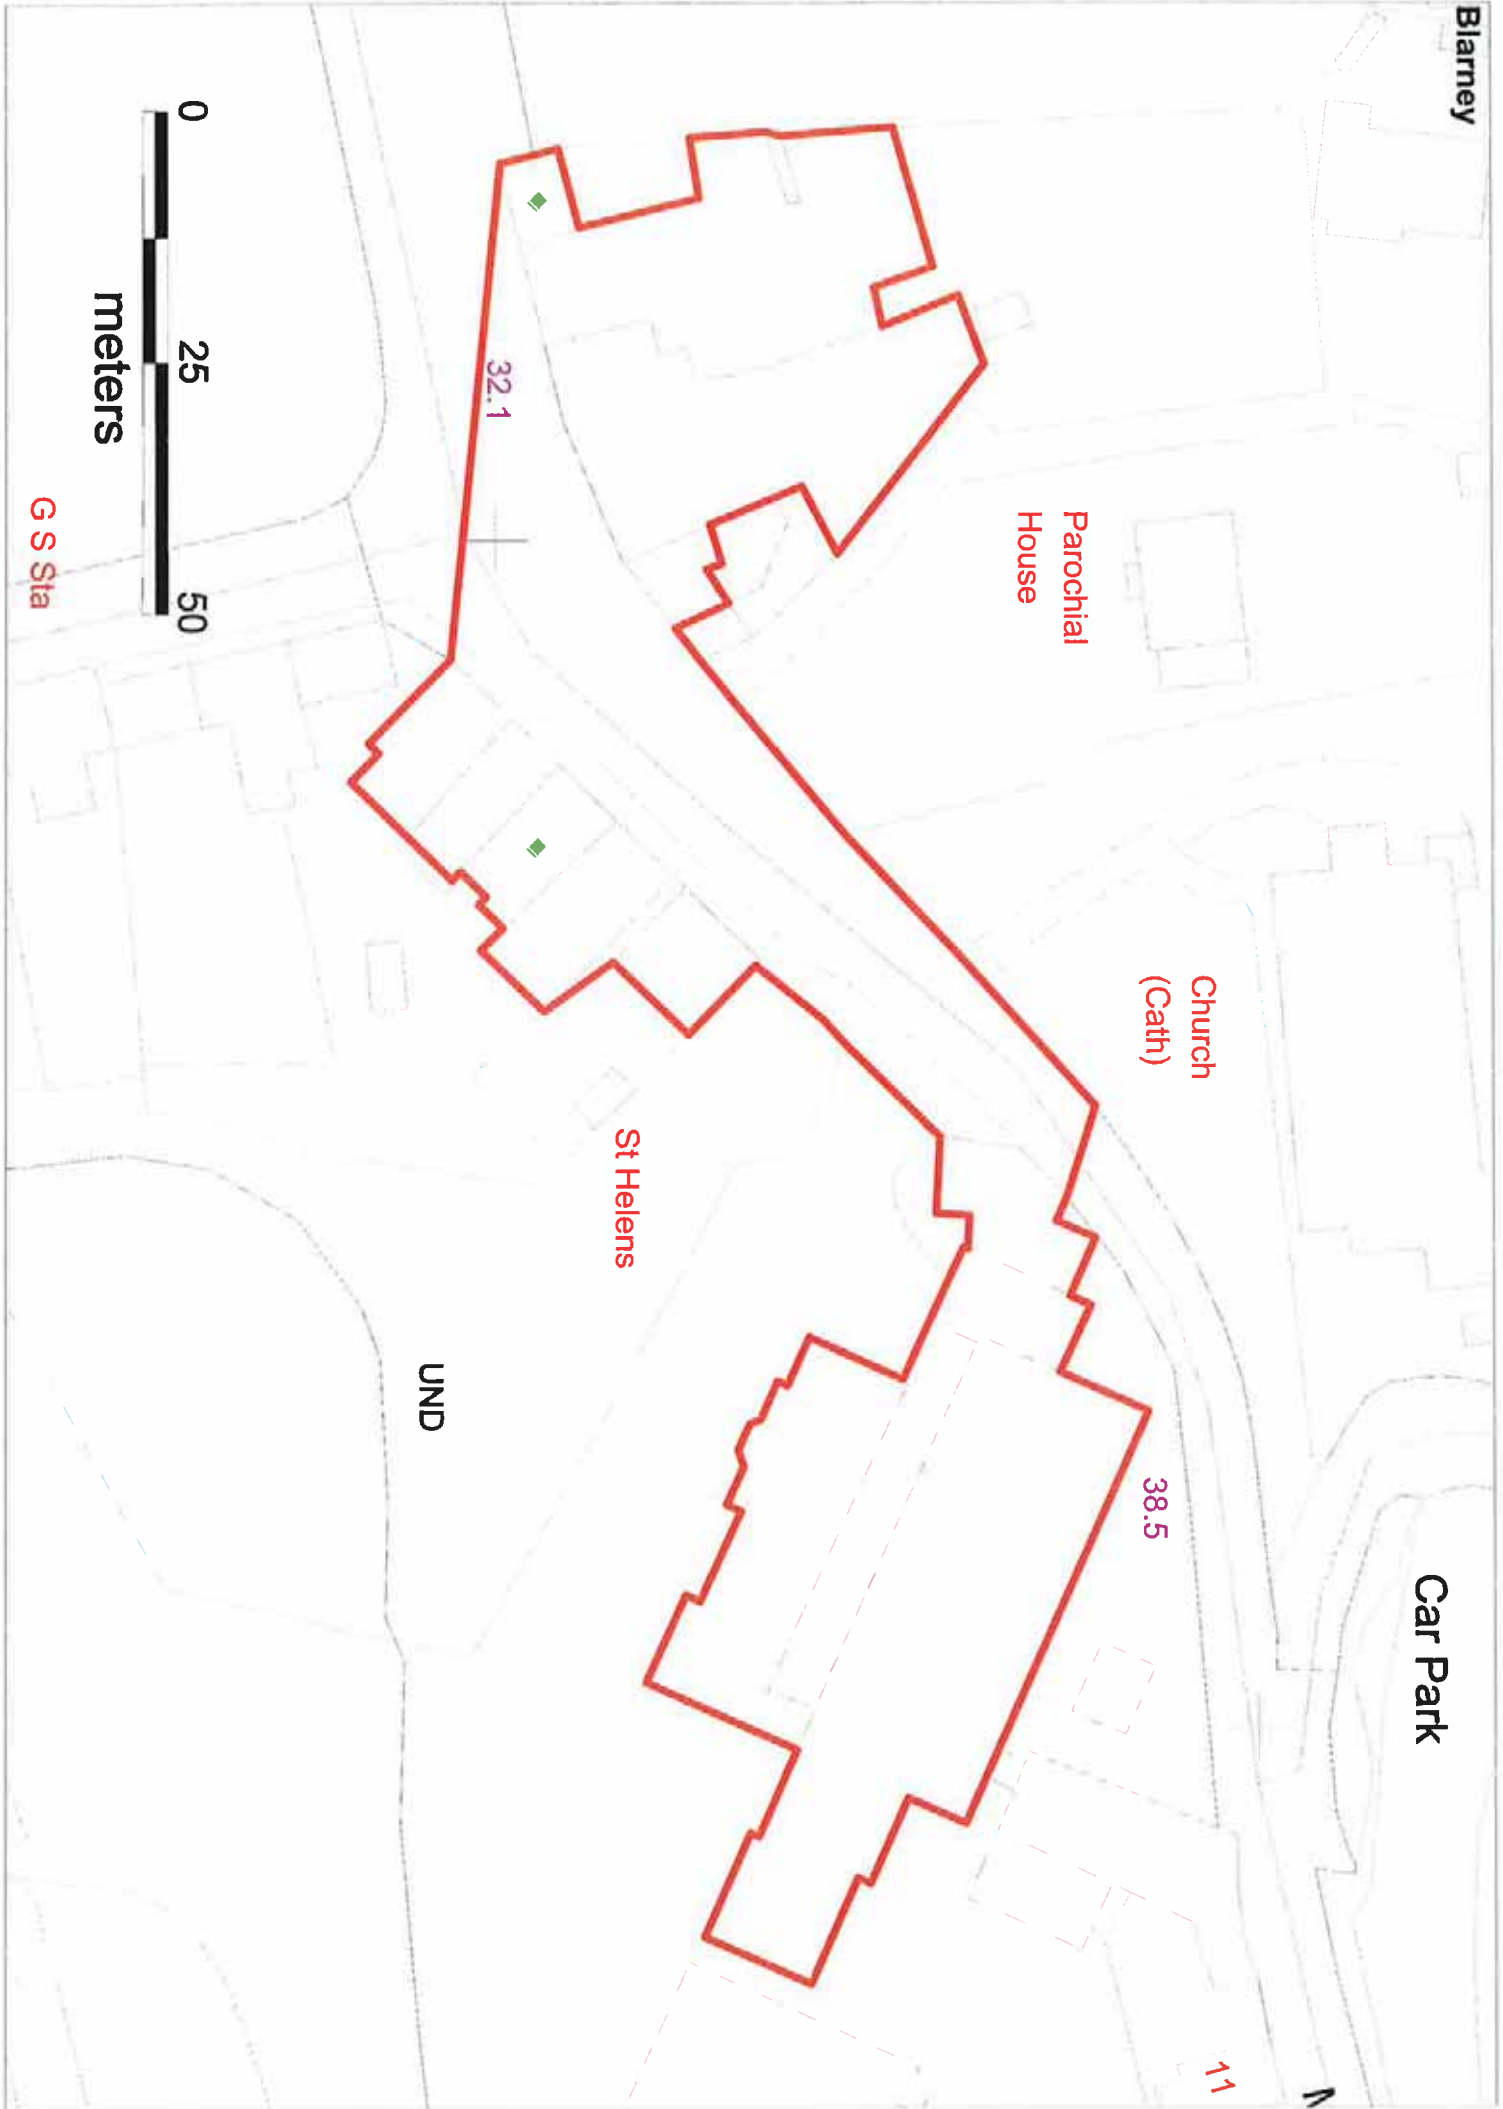 Blarney
Car Park
Church
(Cath)
Parochial
House
38.5
11
St Helens
32.1
UND
0
25
50
meters
G S Sta